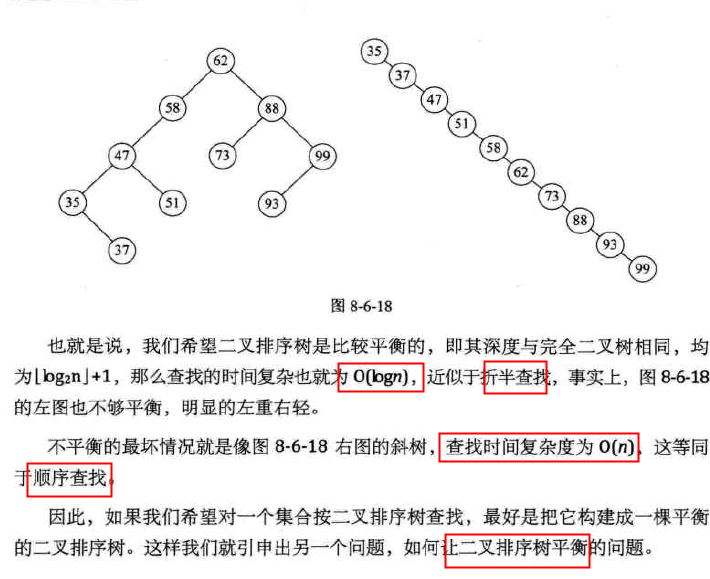 62
35
37
58
88
47
51
47
73
99
58
62
35
51
93
73
88
37
93
99
图 8-6-18
也就是说，我们希望二叉排序树是比较平衡的，即其深度与完全二叉树相同，均
为⌊log₂n⌋+1，那么查找的时间复杂也就为 O(logn)，近似于折半查找，事实上，图 8-6-18
的左图也不够平衡，明显的左重右轻。
不平衡的最坏情况就是像图 8-6-18 右图的斜树，查找时间复杂度为 O(n)，这等同
于顺序查找。
因此，如果我们希望对一个集合按二叉排序树查找，最好是把它构建成一棵平衡
的二叉排序树。这样我们就引申出另一个问题，如何让二叉排序树平衡的问题。